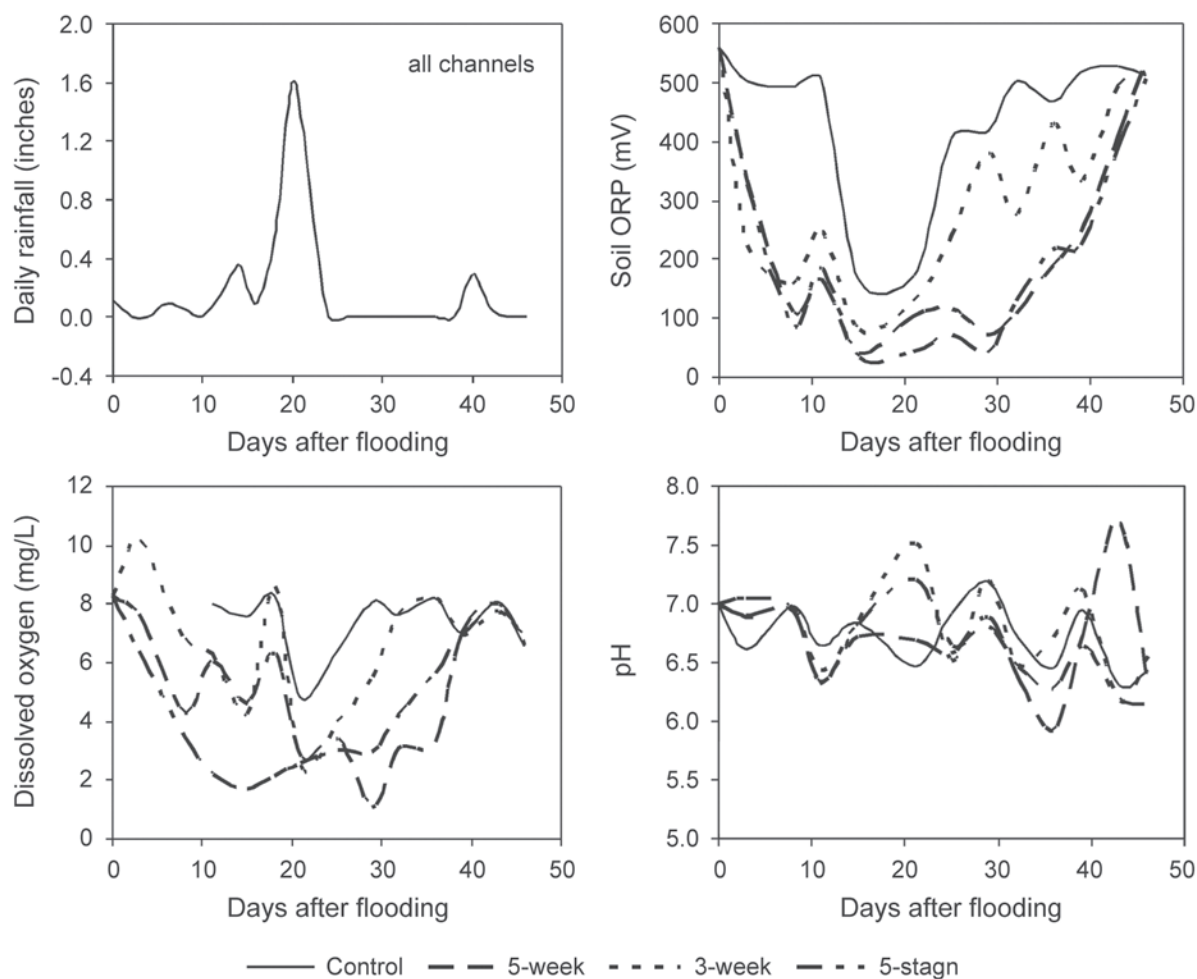 2.0
1.6
1.2
0.8
0.4
0.0
-0.4
Daily rainfall (inches)
all channels
0 10 20 30 40 50
Days after flooding
600
500
400
300
200
100
0
Soil ORP (mV)
0 10 20 30 40 50
Days after flooding
12
10
8
6
4
2
0
Dissolved oxygen (mg/L)
0 10 20 30 40 50
Days after flooding
8.0
7.5
7.0
6.5
6.0
5.5
5.0
pH
0 10 20 30 40 50
Days after flooding
Control 5-week 3-week 5-stagn